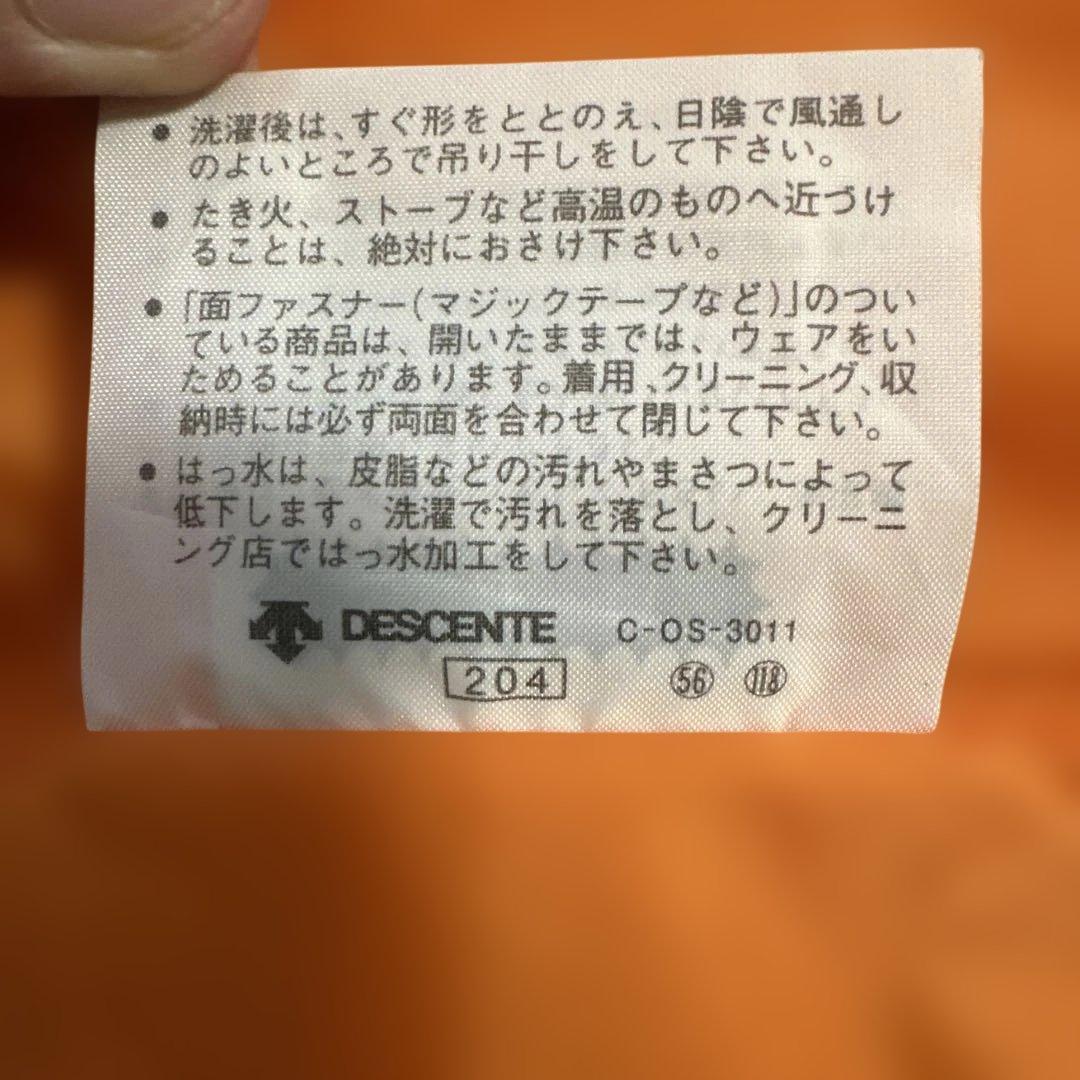 ● 洗濯後は、すぐ形をととのえ、日陰で風通し
のよいところで吊り干しをして下さい。
● たき火、ストーブなど高温のものへ近づけ
ることは、絶対におさけ下さい。
● 「面ファスナー(マジックテープなど)」のつい
ている商品は、開いたままでは、ウェアをい
ためることがあります。着用、クリーニング、収
納時には必ず両面を合わせて閉じて下さい。
● はっ水は、皮脂などの汚れやまさつによって
低下します。洗濯で汚れを落とし、クリーニ
ング店ではっ水加工をして下さい。
DESCENTE C-OS-3011
204 56 118